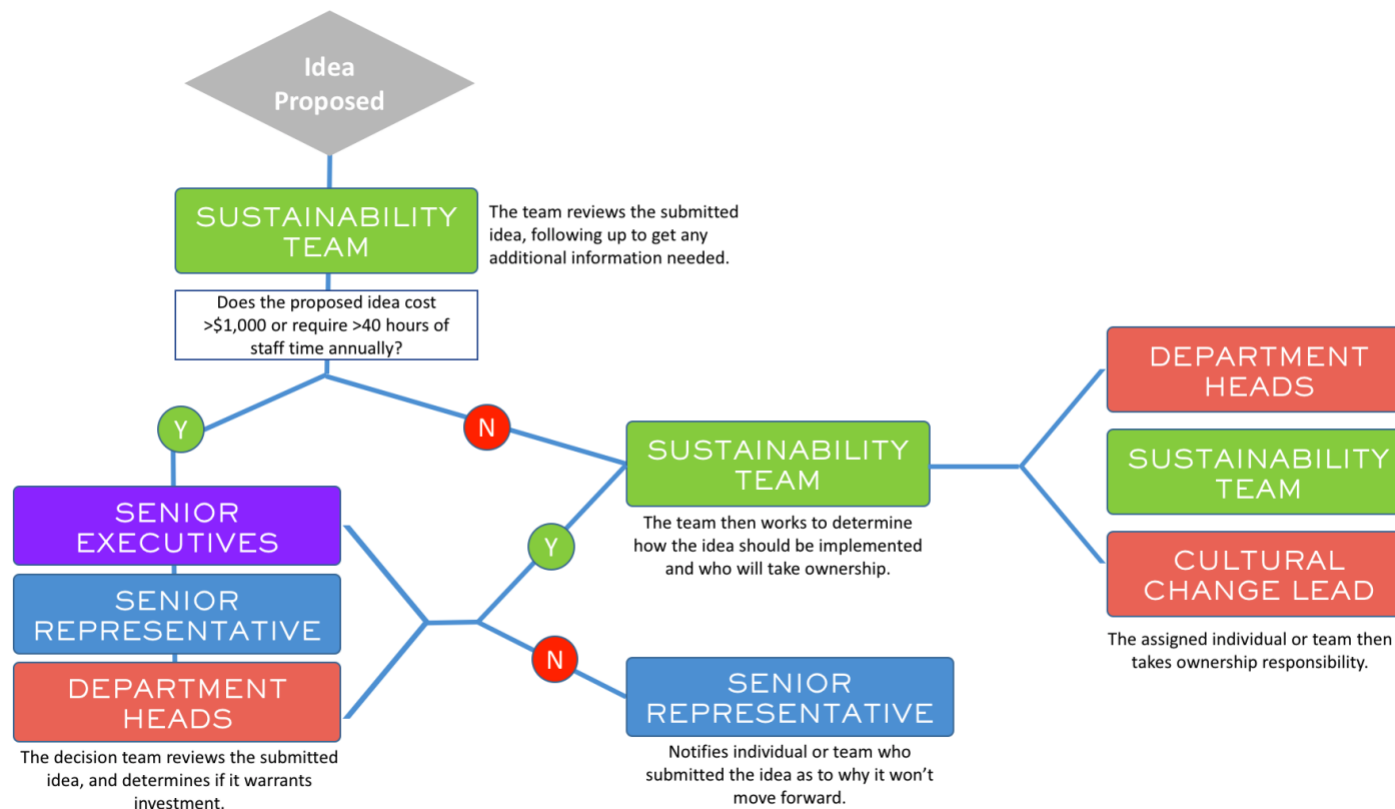 Idea
Proposed
SUSTAINABILITY
TEAM
The team reviews the submitted
idea, following up to get any
additional information needed.
Does the proposed idea cost
>$1,000 or require >40 hours of
staff time annually?
Y
N
SENIOR
EXECUTIVES
SENIOR
REPRESENTATIVE
DEPARTMENT
HEADS
The decision team reviews the submitted
idea, and determines if it warrants
investment.
Y
N
SUSTAINABILITY
TEAM
The team then works to determine
how the idea should be implemented
and who will take ownership.
SENIOR
REPRESENTATIVE
Notifies individual or team who
submitted the idea as to why it won’t
move forward.
DEPARTMENT
HEADS
SUSTAINABILITY
TEAM
CULTURAL
CHANGE LEAD
The assigned individual or team then
takes ownership responsibility.